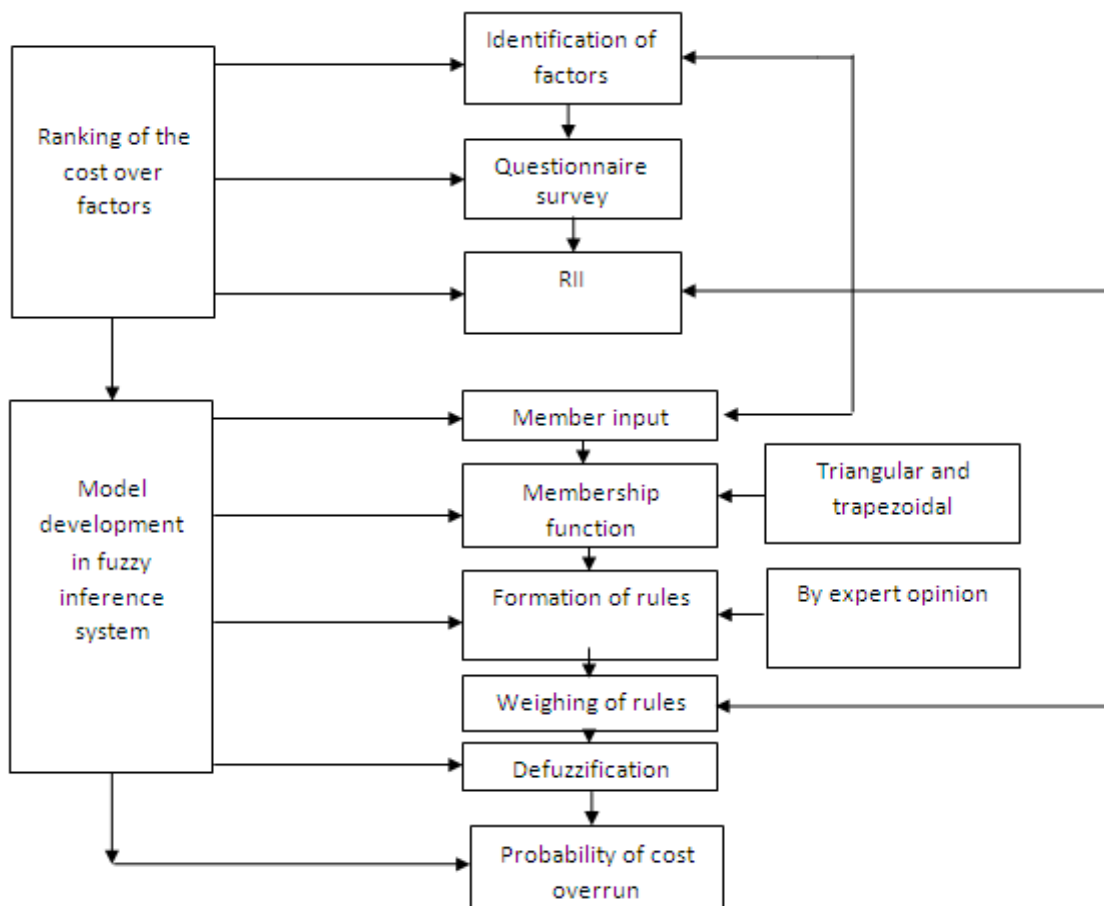 Identification of
factors
Ranking of the
cost over
factors
Questionnaire
survey
RII
Member input
Model
development
in fuzzy
inference
system
Membership
function
Triangular and
trapezoidal
Formation of rules
By expert opinion
Weighing of rules
Defuzzification
Probability of cost
overrun